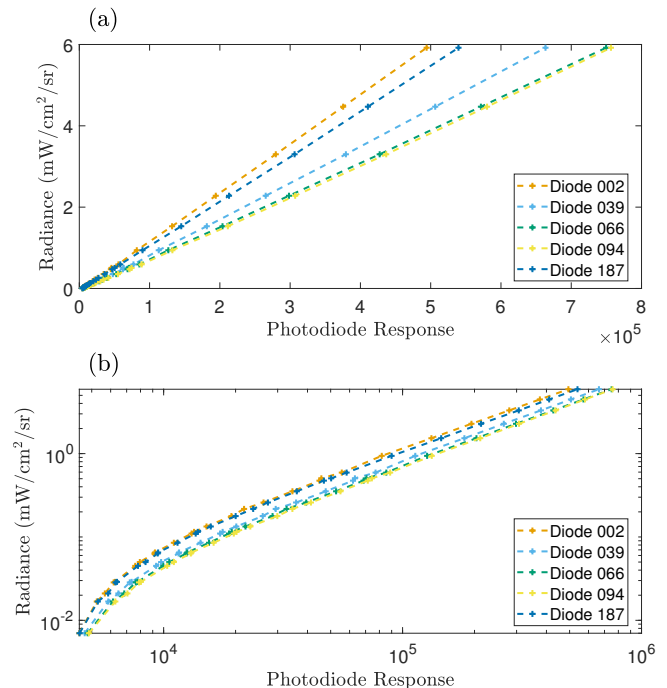 (a)
6
4
2
0
Radiance (mW/cm²/sr)
Diode 002
Diode 039
Diode 066
Diode 094
Diode 187
0 1 2 3 4 5 6 7 8
Photodiode Response
×10⁵
(b)
10⁰
10⁻²
Radiance (mW/cm²/sr)
Diode 002
Diode 039
Diode 066
Diode 094
Diode 187
10⁴ 10⁵ 10⁶
Photodiode Response